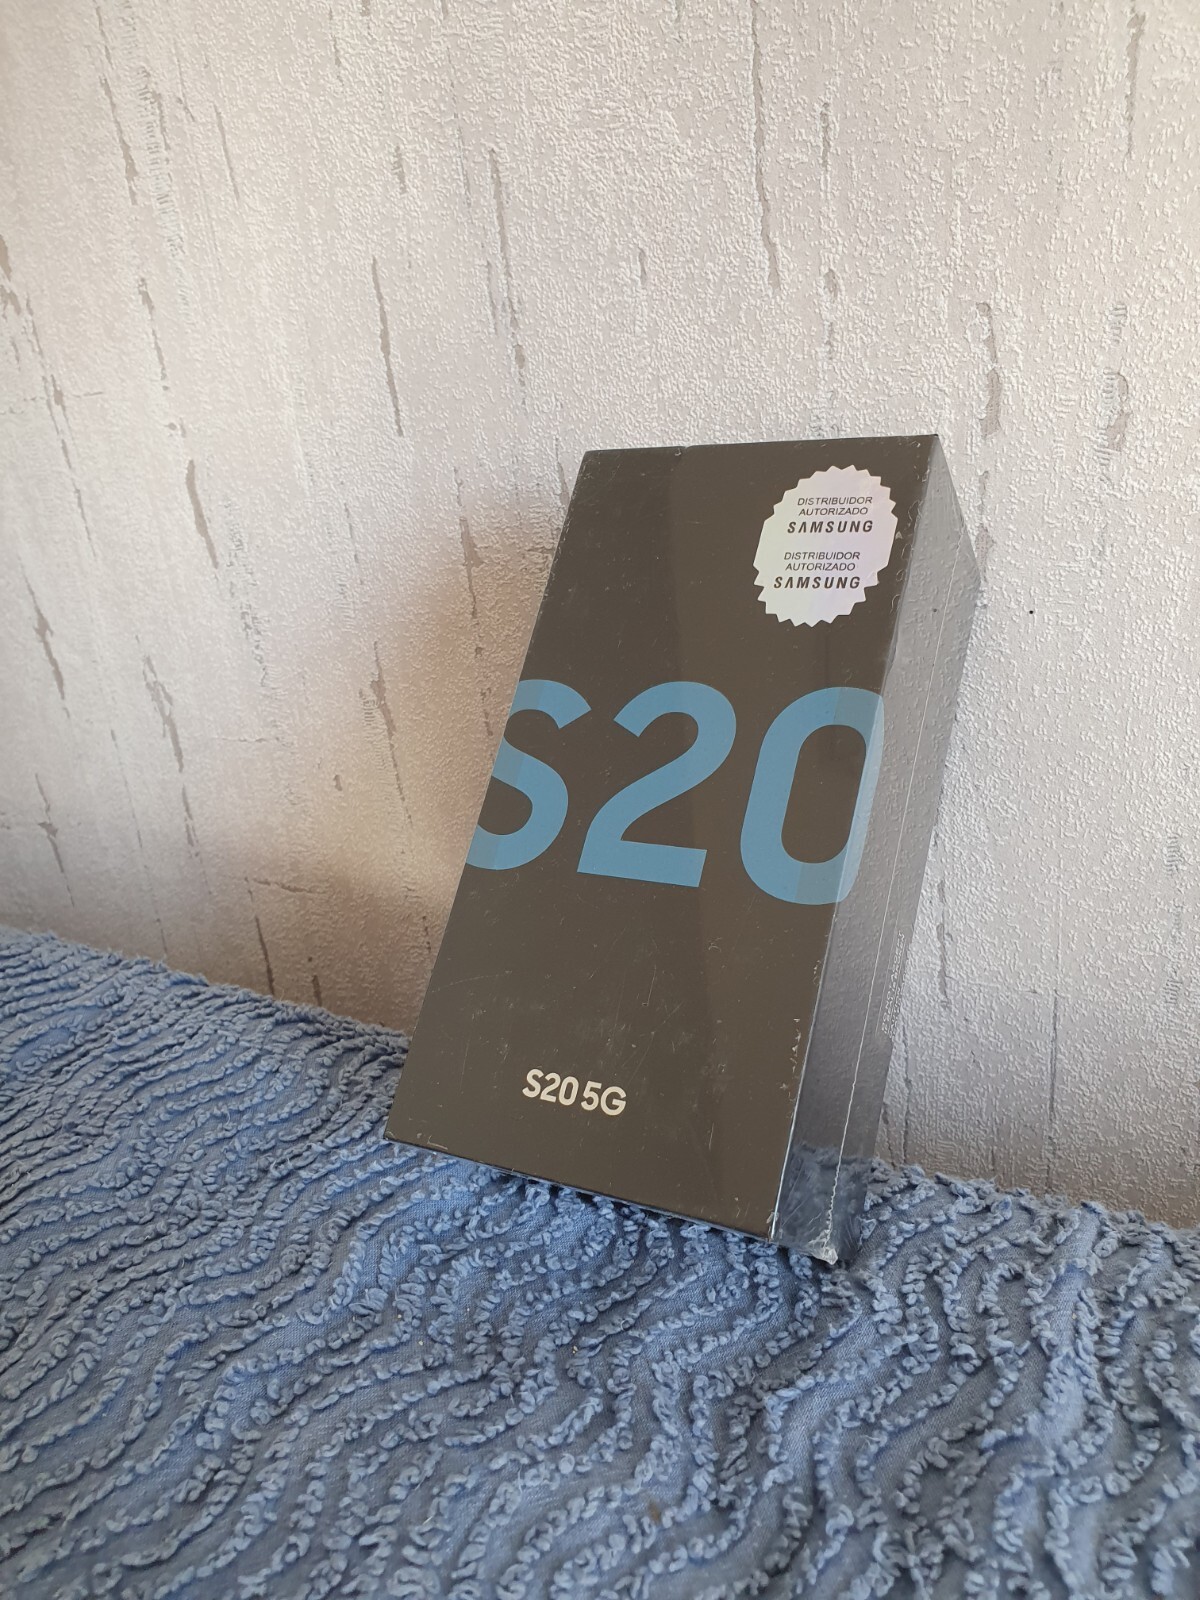 DISTRIBUIDOR
AUTORIZADO
SAMSUNG
DISTRIBUIDOR
AUTORIZADO
SAMSUNG
S20
S20 5G